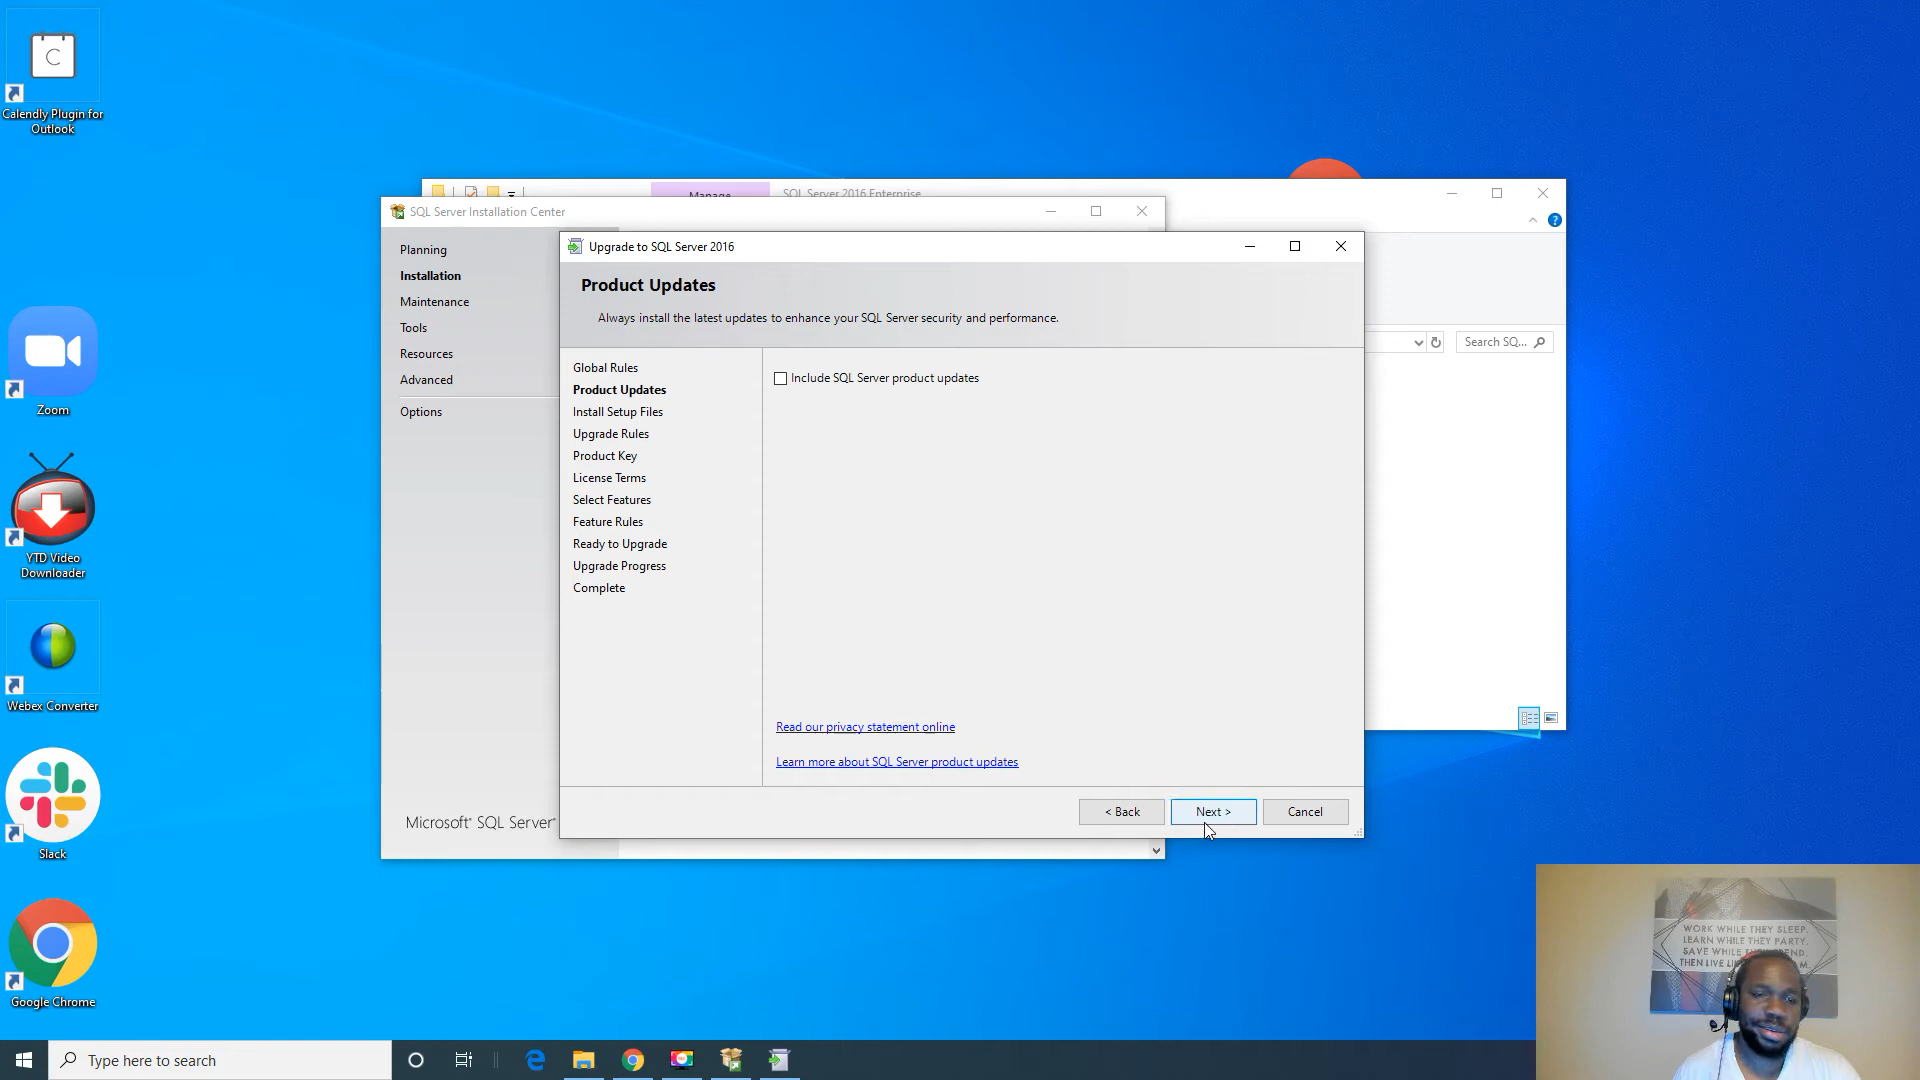 Calendly Plugin for
Outlook
Zoom
YTD Video
Downloader
Webex Converter
Slack
Google Chrome
Manage
SQL Server 2016 Enterprise
Search SQ...
SQL Server Installation Center
Planning
Installation
Maintenance
Tools
Resources
Advanced
Options
Microsoft SQL Server
Upgrade to SQL Server 2016
Product Updates
Always install the latest updates to enhance your SQL Server security and performance.
Global Rules
Product Updates
Install Setup Files
Upgrade Rules
Product Key
License Terms
Select Features
Feature Rules
Ready to Upgrade
Upgrade Progress
Complete
Include SQL Server product updates
Read our privacy statement online
Learn more about SQL Server product updates
< Back
Next >
Cancel
Type here to search
WORK WHILE THEY SLEEP.
LEARN WHILE THEY PARTY.
SAVE WHILE
THEN LIVE